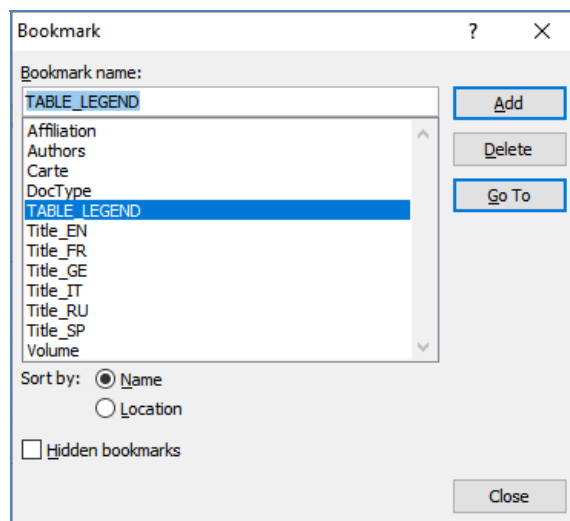 Bookmark ?
Bookmark name:
TABLE_LEGEND
Add
Affiliation
Authors
Carte
DocType
TABLE_LEGEND
Title_EN
Title_FR
Title_GE
Title_IT
Title_RU
Title_SP
Volume
Delete
Go To
Sort by: Name
Location
Hidden bookmarks
Close